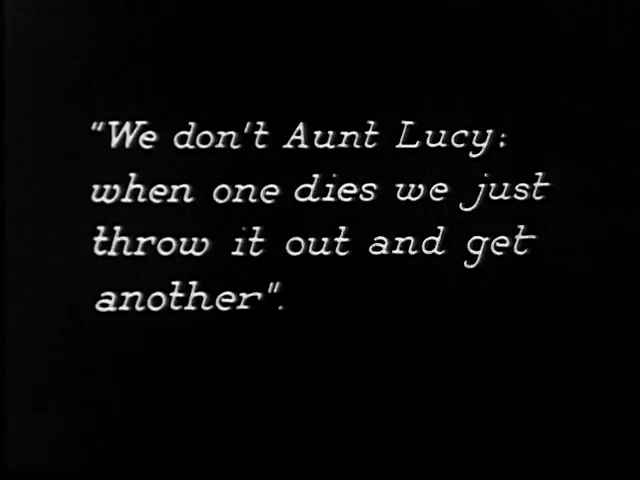 "We don't Aunt Lucy:
when one dies we just
throw it out and get
another".